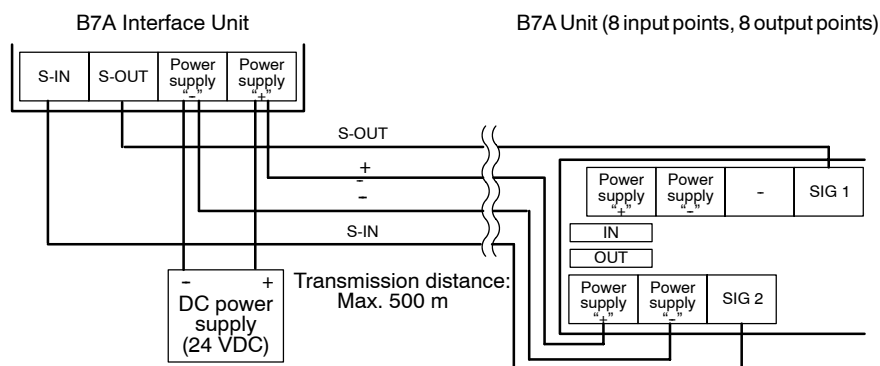 B7A Interface Unit
B7A Unit (8 input points, 8 output points)
S-IN
S-OUT
Power
supply
“-”
Power
supply
“+”
S-OUT
+
-
-
S-IN
Power
supply
“+”
Power
supply
“-”
-
SIG 1
IN
OUT
Power
supply
“+”
Power
supply
“-”
SIG 2
- +
DC power
supply
(24 VDC)
Transmission distance:
Max. 500 m